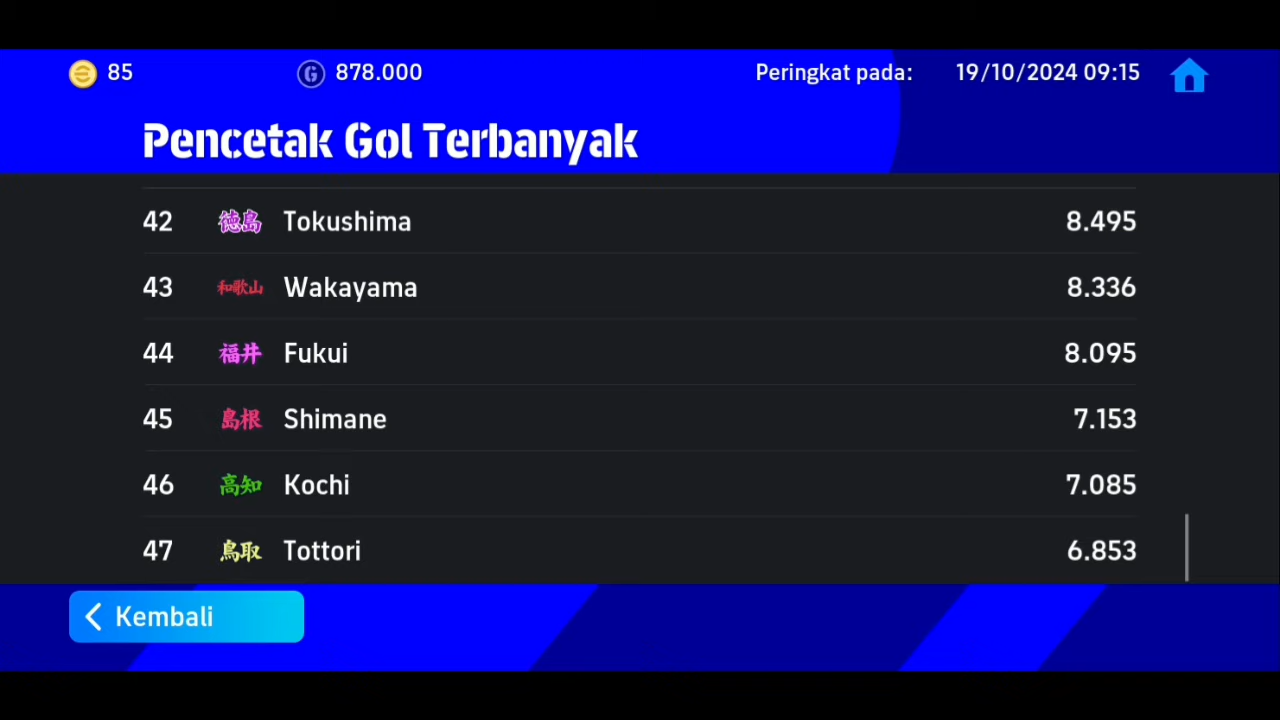 85 878.000 Peringkat pada: 19/10/2024 09:15
Pencetak Gol Terbanyak
42 徳島 Tokushima 8.495
43 和歌山 Wakayama 8.336
44 福井 Fukui 8.095
45 島根 Shimane 7.153
46 高知 Kochi 7.085
47 鳥取 Tottori 6.853
Kembali